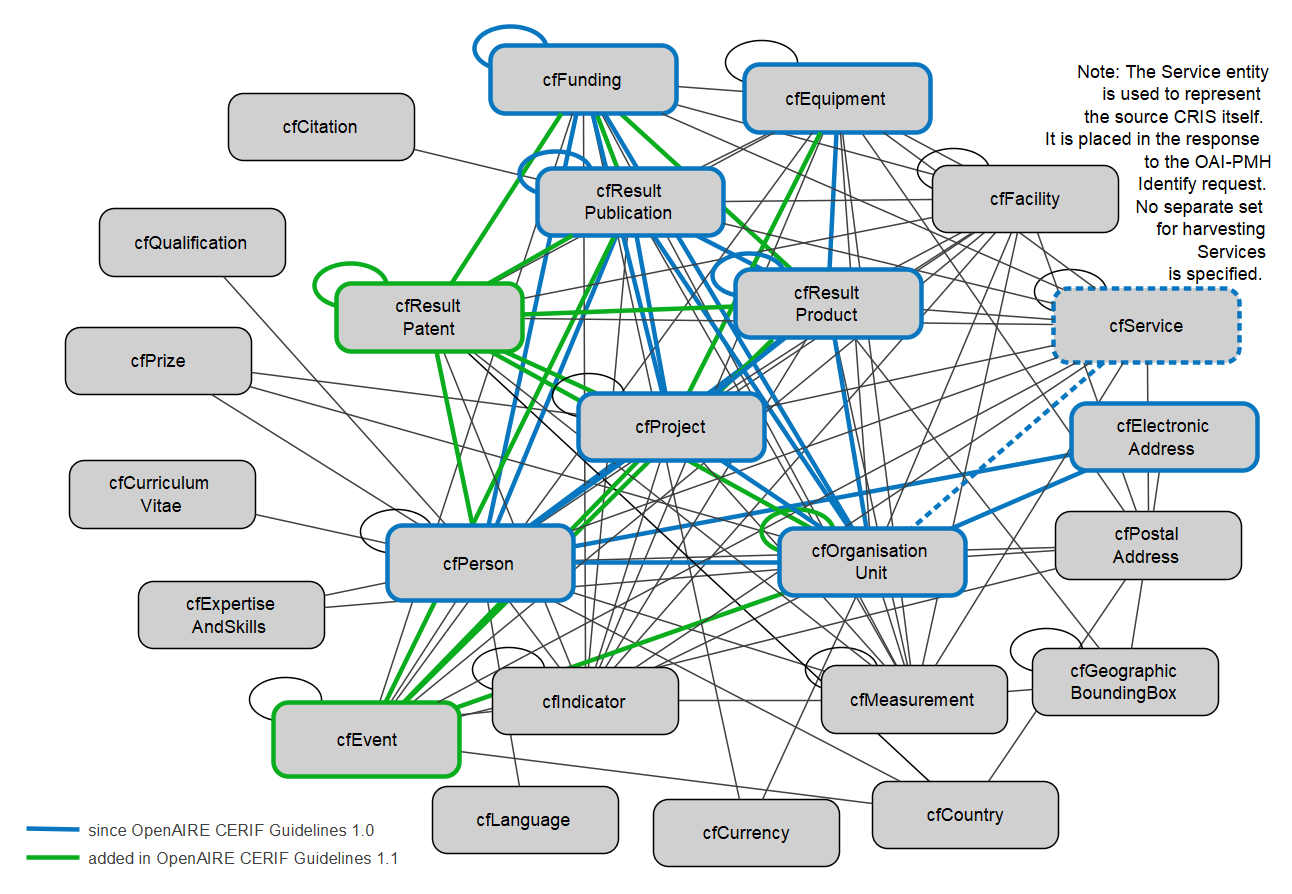 cfFunding
cfEquipment
Note: The Service entity
is used to represent
the source CRIS itself.
It is placed in the response
to the OAI-PMH
Identify request.
No separate set
for harvesting
Services
is specified.
cfCitation
cfResult
Publication
cfFacility
cfQualification
cfResult
Patent
cfResult
Product
cfService
cfPrize
cfProject
cfElectronic
Address
cfCurriculum
Vitae
cfPerson
cfOrganisation
Unit
cfPostal
Address
cfExpertise
AndSkills
cfIndicator
cfMeasurement
cfGeographic
BoundingBox
cfEvent
cfLanguage
cfCurrency
cfCountry
since OpenAIRE CERIF Guidelines 1.0
added in OpenAIRE CERIF Guidelines 1.1